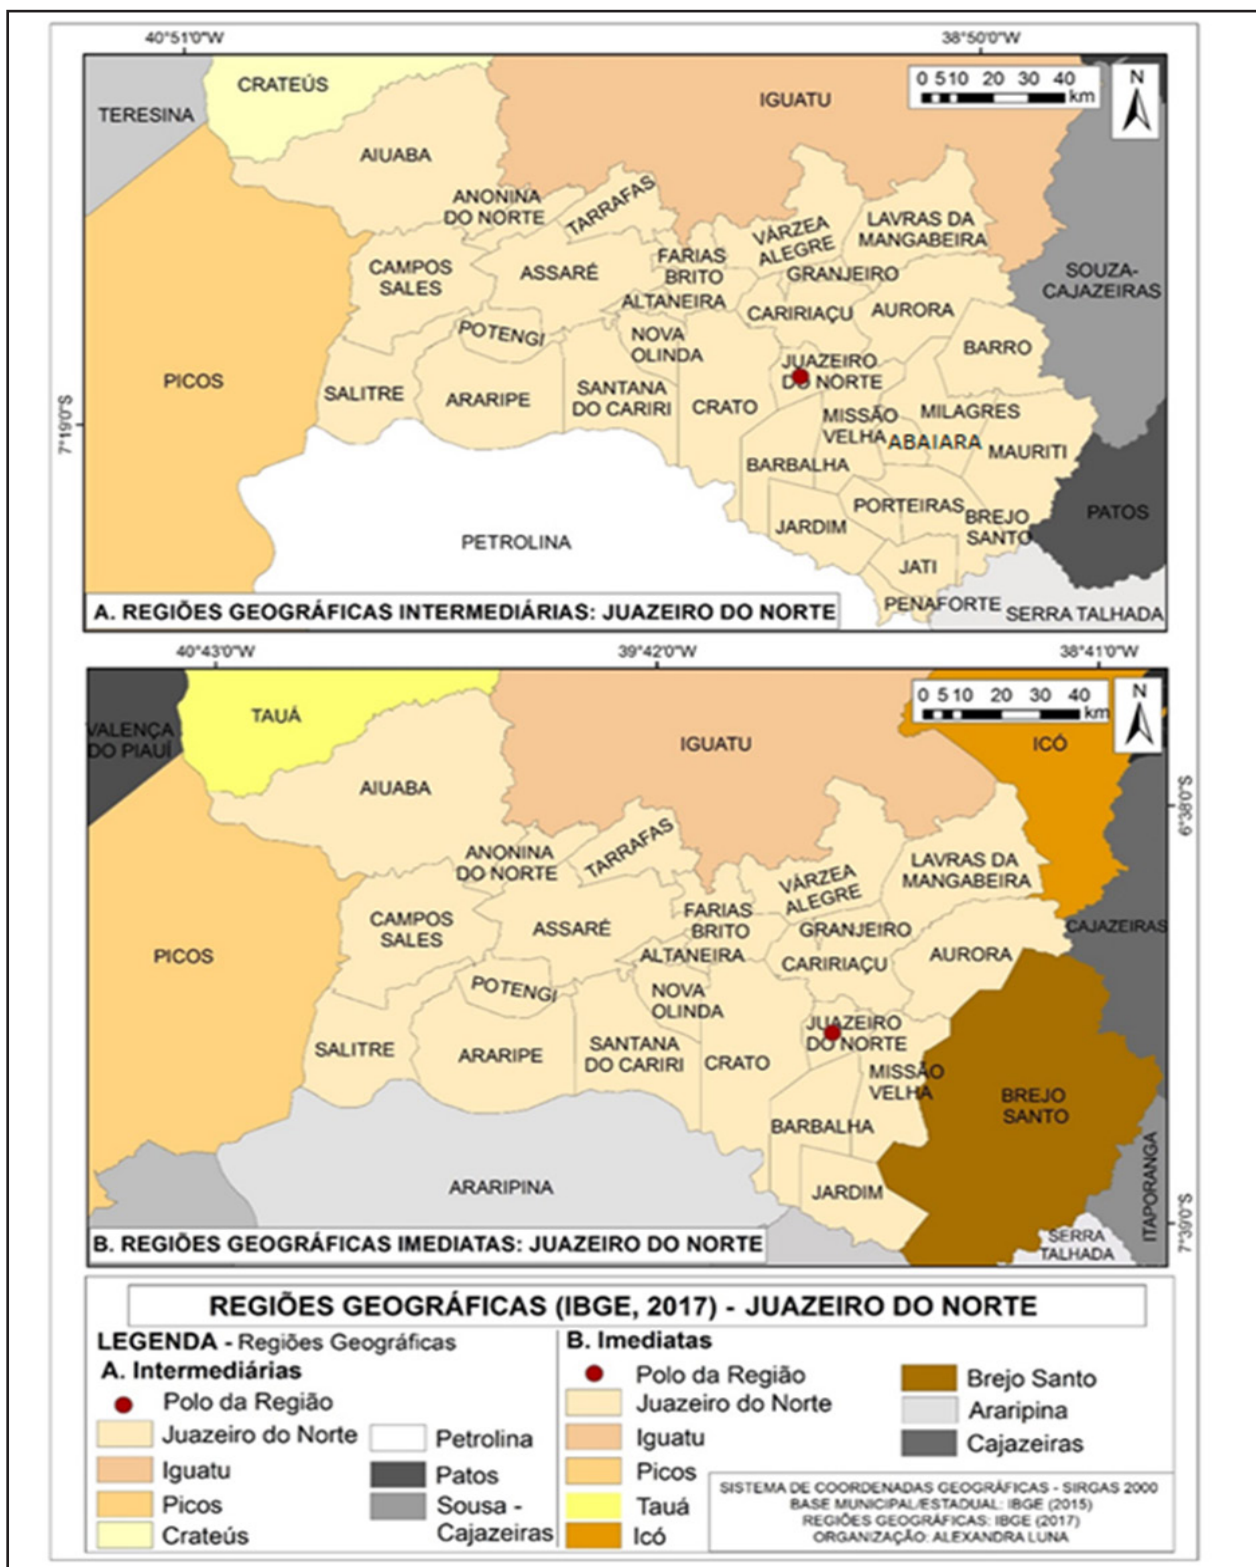 40°51'0"W
38°50'0"W
CRATEÚS
TERESINA
IGUATU
0 5 10 20 30 40
km
N
AIUABA
ANONINA
DO NORTE
TARRAFAS
VÁRZEA
ALEGRE
LAVRAS DA
MANGABEIRA
CAMPOS
SALES
ASSARÉ
FARIAS
BRITO
GRANJEIRO
SOUZA-
CAJAZEIRAS
ALTANEIRA
CARIRIAÇU
AURORA
POTENGI
NOVA
OLINDA
BARRO
JUAZEIRO
DO NORTE
PICOS
SALITRE
ARARIPE
SANTANA
DO CARIRI
CRATO
MISSÃO
VELHA
MILAGRES
ABAIARA
MAURITI
7°19'0"S
BARBALHA
PORTEIRAS
JARDIM
BREJO
SANTO
PATOS
PETROLINA
JATI
PENAFORTE
SERRA TALHADA
A. REGIÕES GEOGRÁFICAS INTERMEDIÁRIAS: JUAZEIRO DO NORTE
40°43'0"W
39°42'0"W
38°41'0"W
VALENÇA
DO PIAUÍ
TAUÁ
IGUATU
ICÓ
0 5 10 20 30 40
km
N
6°38'0"S
AIUABA
ANONINA
DO NORTE
TARRAFAS
VÁRZEA
ALEGRE
LAVRAS DA
MANGABEIRA
CAMPOS
SALES
ASSARÉ
FARIAS
BRITO
GRANJEIRO
CAJAZEIRAS
PICOS
ALTANEIRA
CARIRIAÇU
AURORA
POTENGI
NOVA
OLINDA
JUAZEIRO
DO NORTE
SALITRE
ARARIPE
SANTANA
DO CARIRI
CRATO
MISSÃO
VELHA
BREJO
SANTO
BARBALHA
ITAPORANGA
ARARIPINA
JARDIM
7°39'0"S
SERRA
TALHADA
B. REGIÕES GEOGRÁFICAS IMEDIATAS: JUAZEIRO DO NORTE
REGIÕES GEOGRÁFICAS (IBGE, 2017) - JUAZEIRO DO NORTE
LEGENDA - Regiões Geográficas
A. Intermediárias
Polo da Região
Juazeiro do Norte
Iguatu
Picos
Crateús
Petrolina
Patos
Sousa -
Cajazeiras
B. Imediatas
Polo da Região
Juazeiro do Norte
Iguatu
Picos
Tauá
Icó
Brejo Santo
Araripina
Cajazeiras
SISTEMA DE COORDENADAS GEOGRÁFICAS - SIRGAS 2000
BASE MUNICIPAL/ESTADUAL: IBGE (2015)
REGIÕES GEOGRÁFICAS: IBGE (2017)
ORGANIZAÇÃO: ALEXANDRA LUNA